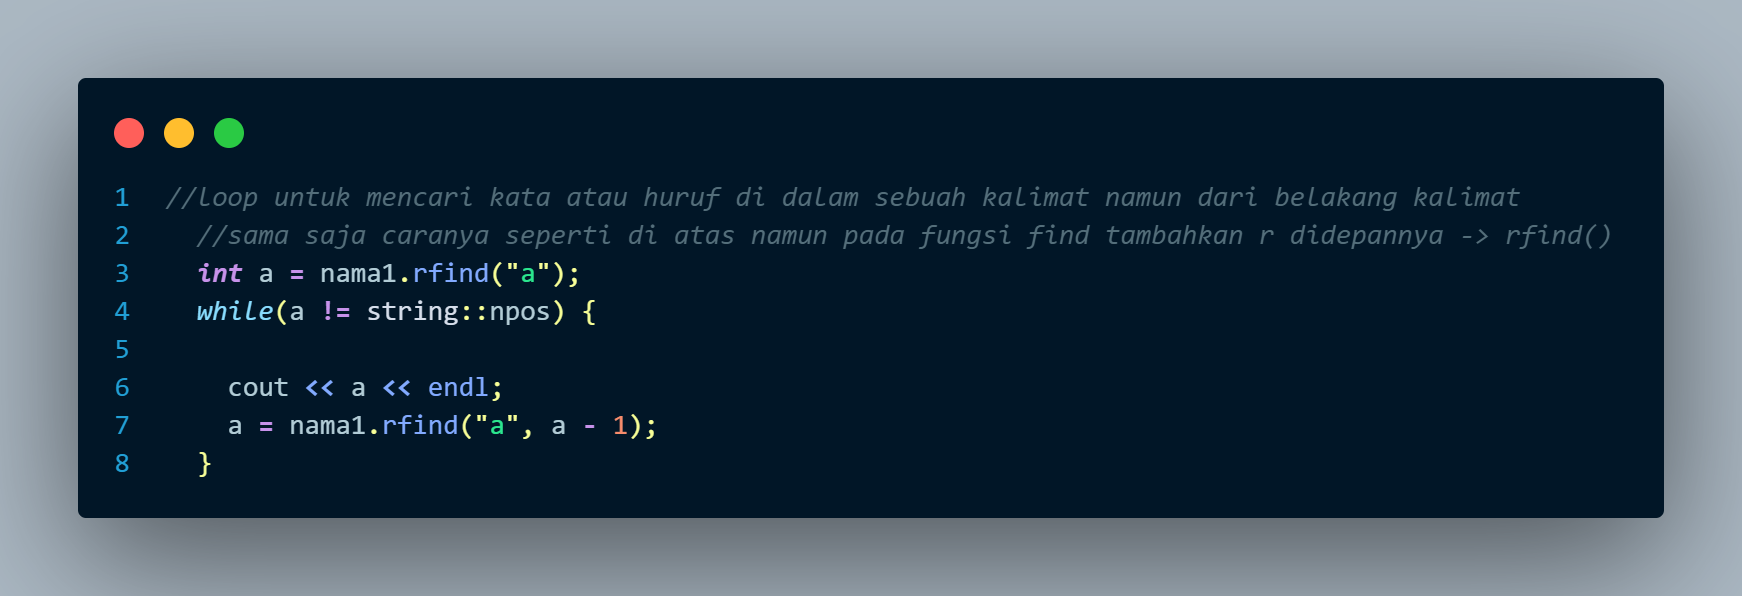 1 //loop untuk mencari kata atau huruf di dalam sebuah kalimat namun dari belakang kalimat
2 //sama saja caranya seperti di atas namun pada fungsi find tambahkan r didepannya -> rfind()
3 int a = nama1.rfind("a");
4 while(a != string::npos) {
5
6 cout << a << endl;
7 a = nama1.rfind("a", a - 1);
8 }